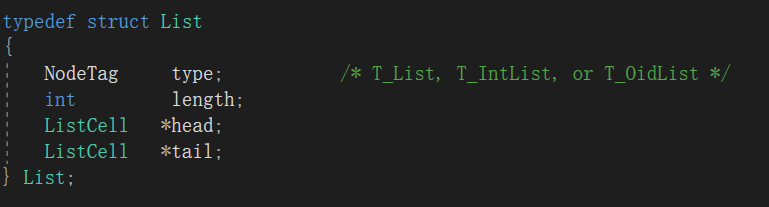 typedef struct List
{
NodeTag type; /* T_List, T_IntList, or T_OidList */
int length;
ListCell *head;
ListCell *tail;
} List;